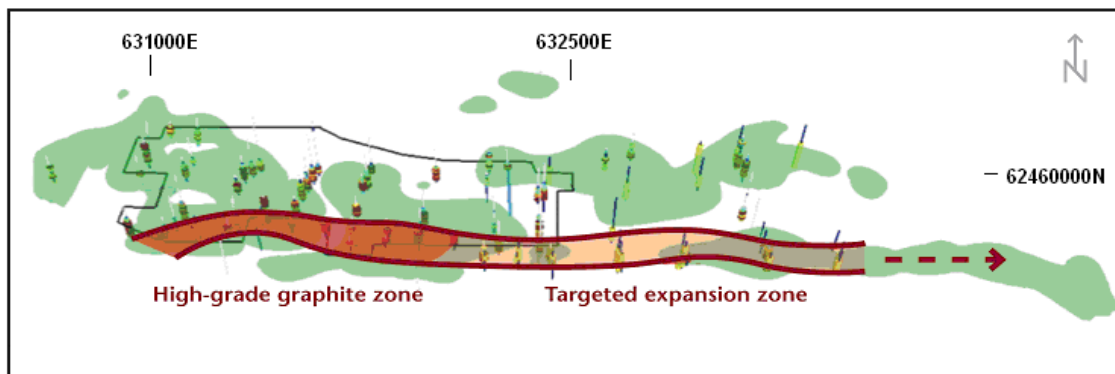 631000E
632500E
N
62460000N
High-grade graphite zone
Targeted expansion zone